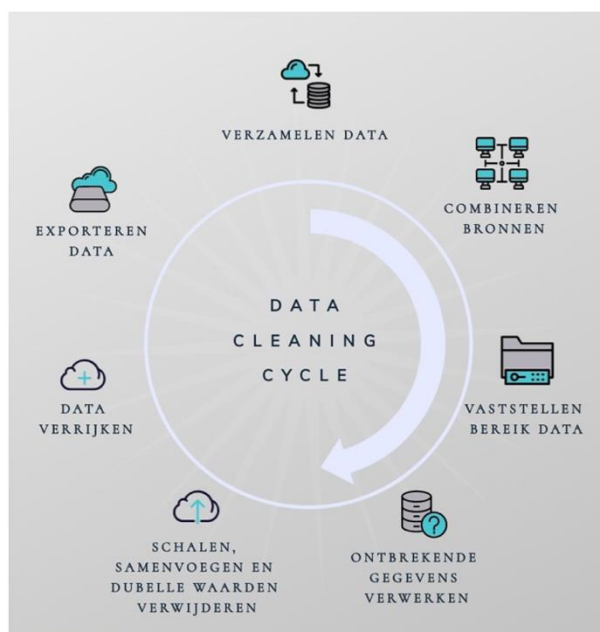 VERZAMELEN DATA
COMBINEREN
BRONNEN
VASTSTELLEN
BEREIK DATA
ONTBREKENDE
GEGEVENS
VERWERKEN
SCHALEN,
SAMENVOEGEN EN
DUBELLE WAARDEN
VERWIJDEREN
DATA
VERRIJKEN
EXPORTEREN
DATA
DATA
CLEANING
CYCLE